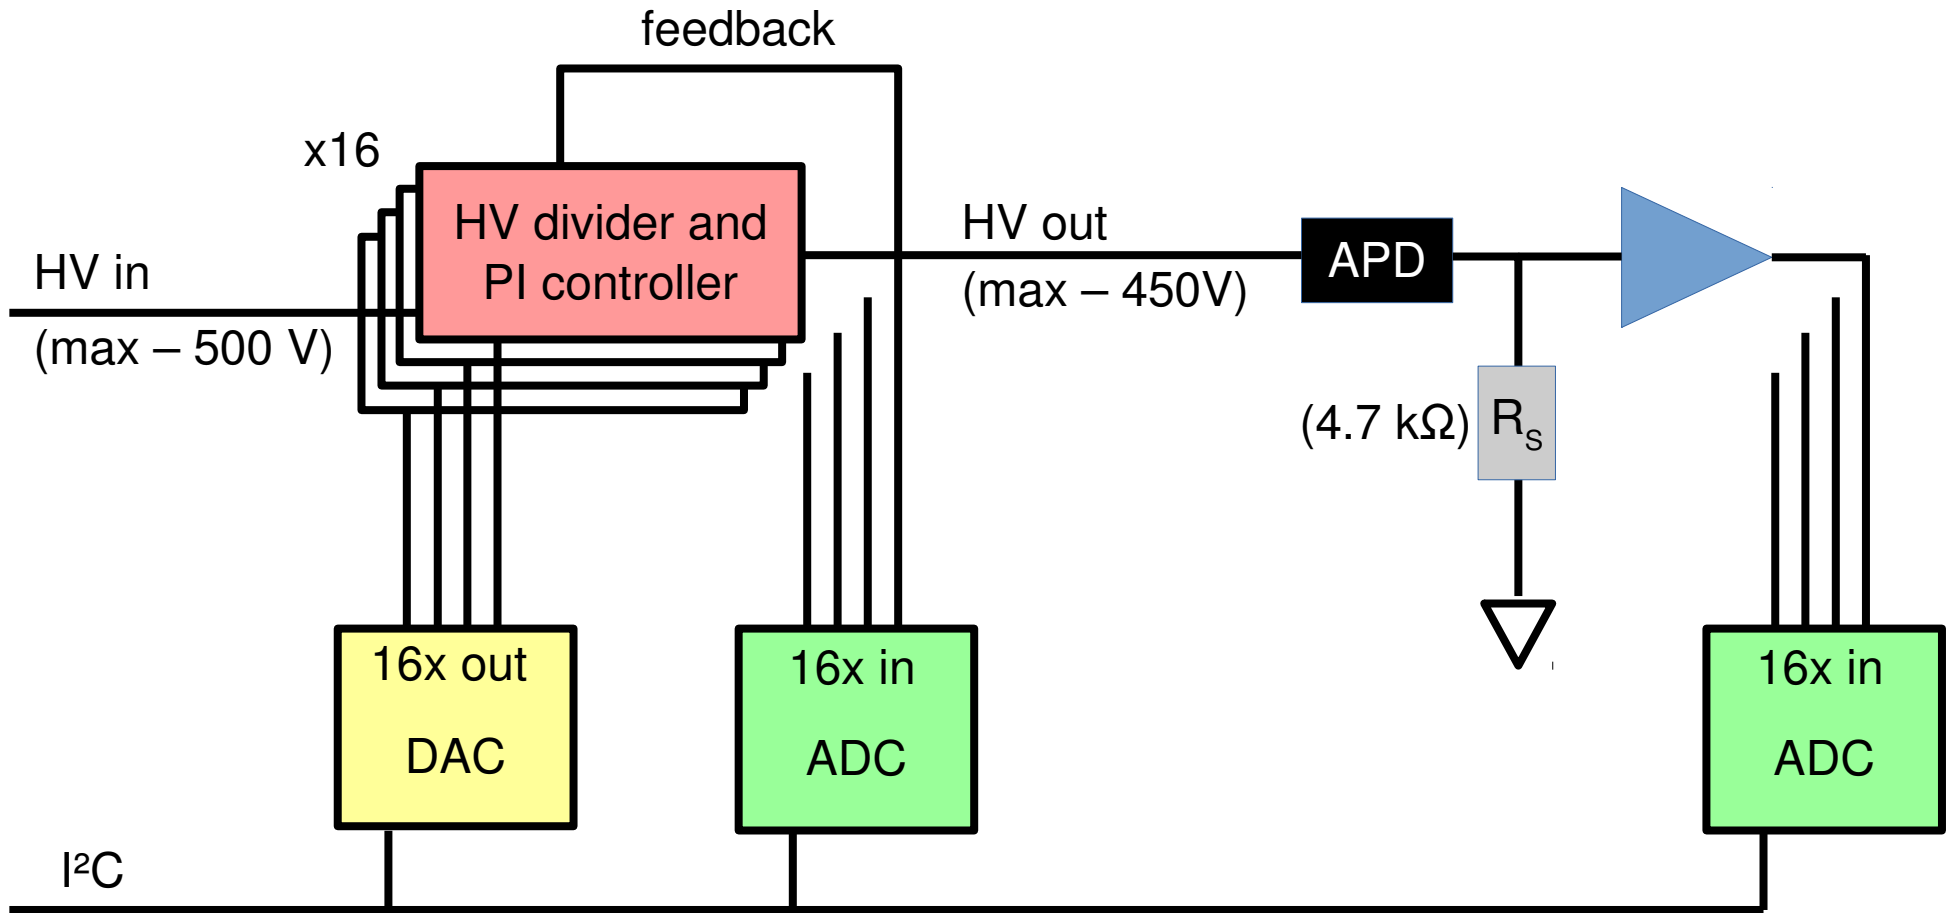 feedback
x16
HV divider and
PI controller
HV in
(max – 500 V)
HV out
(max – 450V)
APD
(4.7 kΩ)
RS
16x out
DAC
16x in
ADC
16x in
ADC
I²C